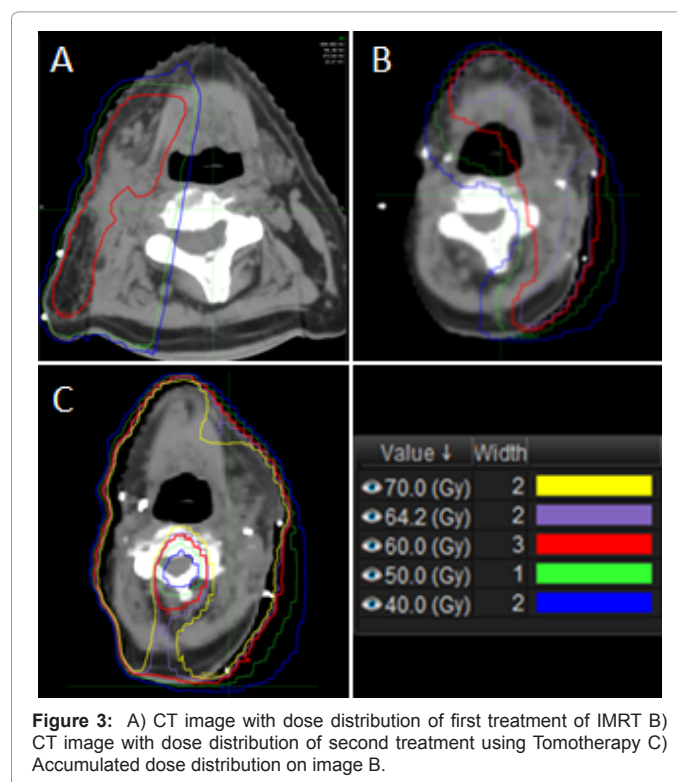 A
B
C
Value ↓ Width
70.0 (Gy) 2
64.2 (Gy) 2
60.0 (Gy) 3
50.0 (Gy) 1
40.0 (Gy) 2
Figure 3: A) CT image with dose distribution of first treatment of IMRT B)
CT image with dose distribution of second treatment using Tomotherapy C)
Accumulated dose distribution on image B.